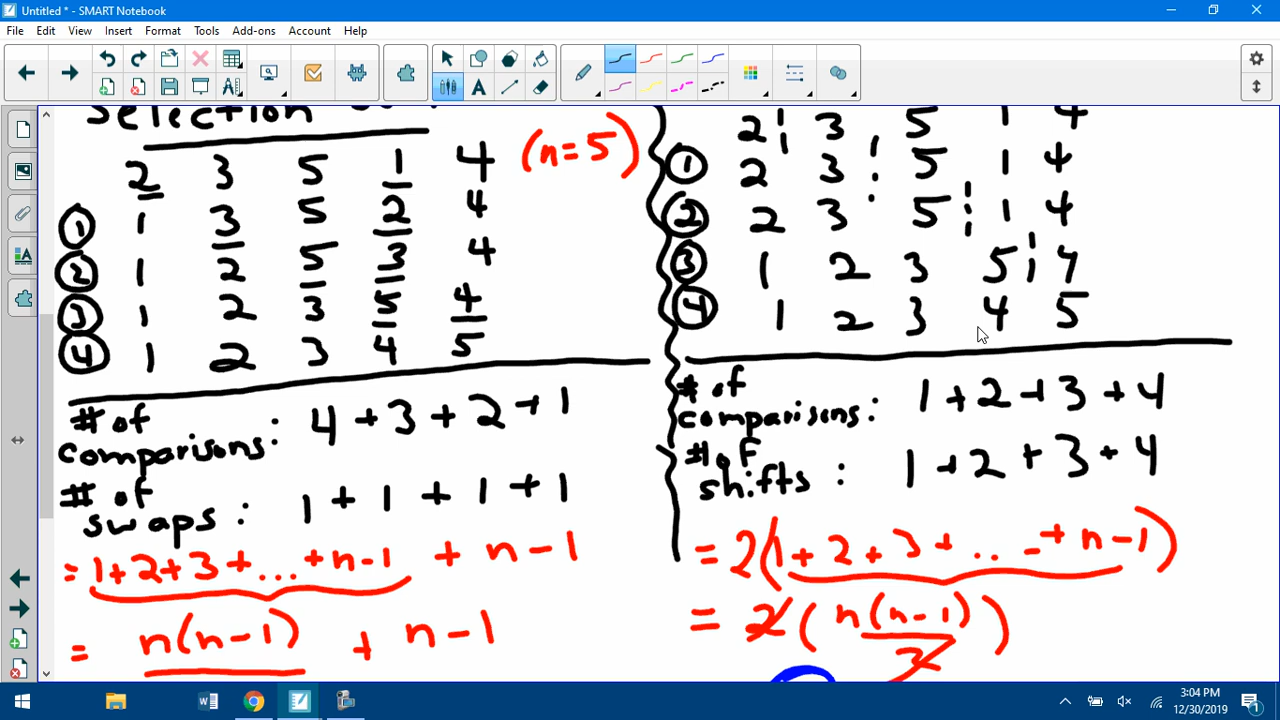 Untitled * - SMART Notebook
File Edit View Insert Format Tools Add-ons Account Help
Selection
2 3 5 1 4 (n=5)
① 1 3 5 2 4
② 1 2 5 3 4
③ 1 2 3 5 4
④ 1 2 3 4 5
# of
comparisons: 4 + 3 + 2 + 1
# of
swaps: 1 + 1 + 1 + 1
= 1+2+3+...+n-1 + n-1
= n(n-1) + n-1
2 3 5 1 4
① 2 3 5 1 4
② 2 3 5 1 4
③ 1 2 3 5 4
④ 1 2 3 4 5
# of
comparisons: 1+2+3+4
# of
shifts: 1+2+3+4
= 2(1+2+3+...+n-1)
= 2(n(n-1)/2)
3:04 PM
12/30/2019
1